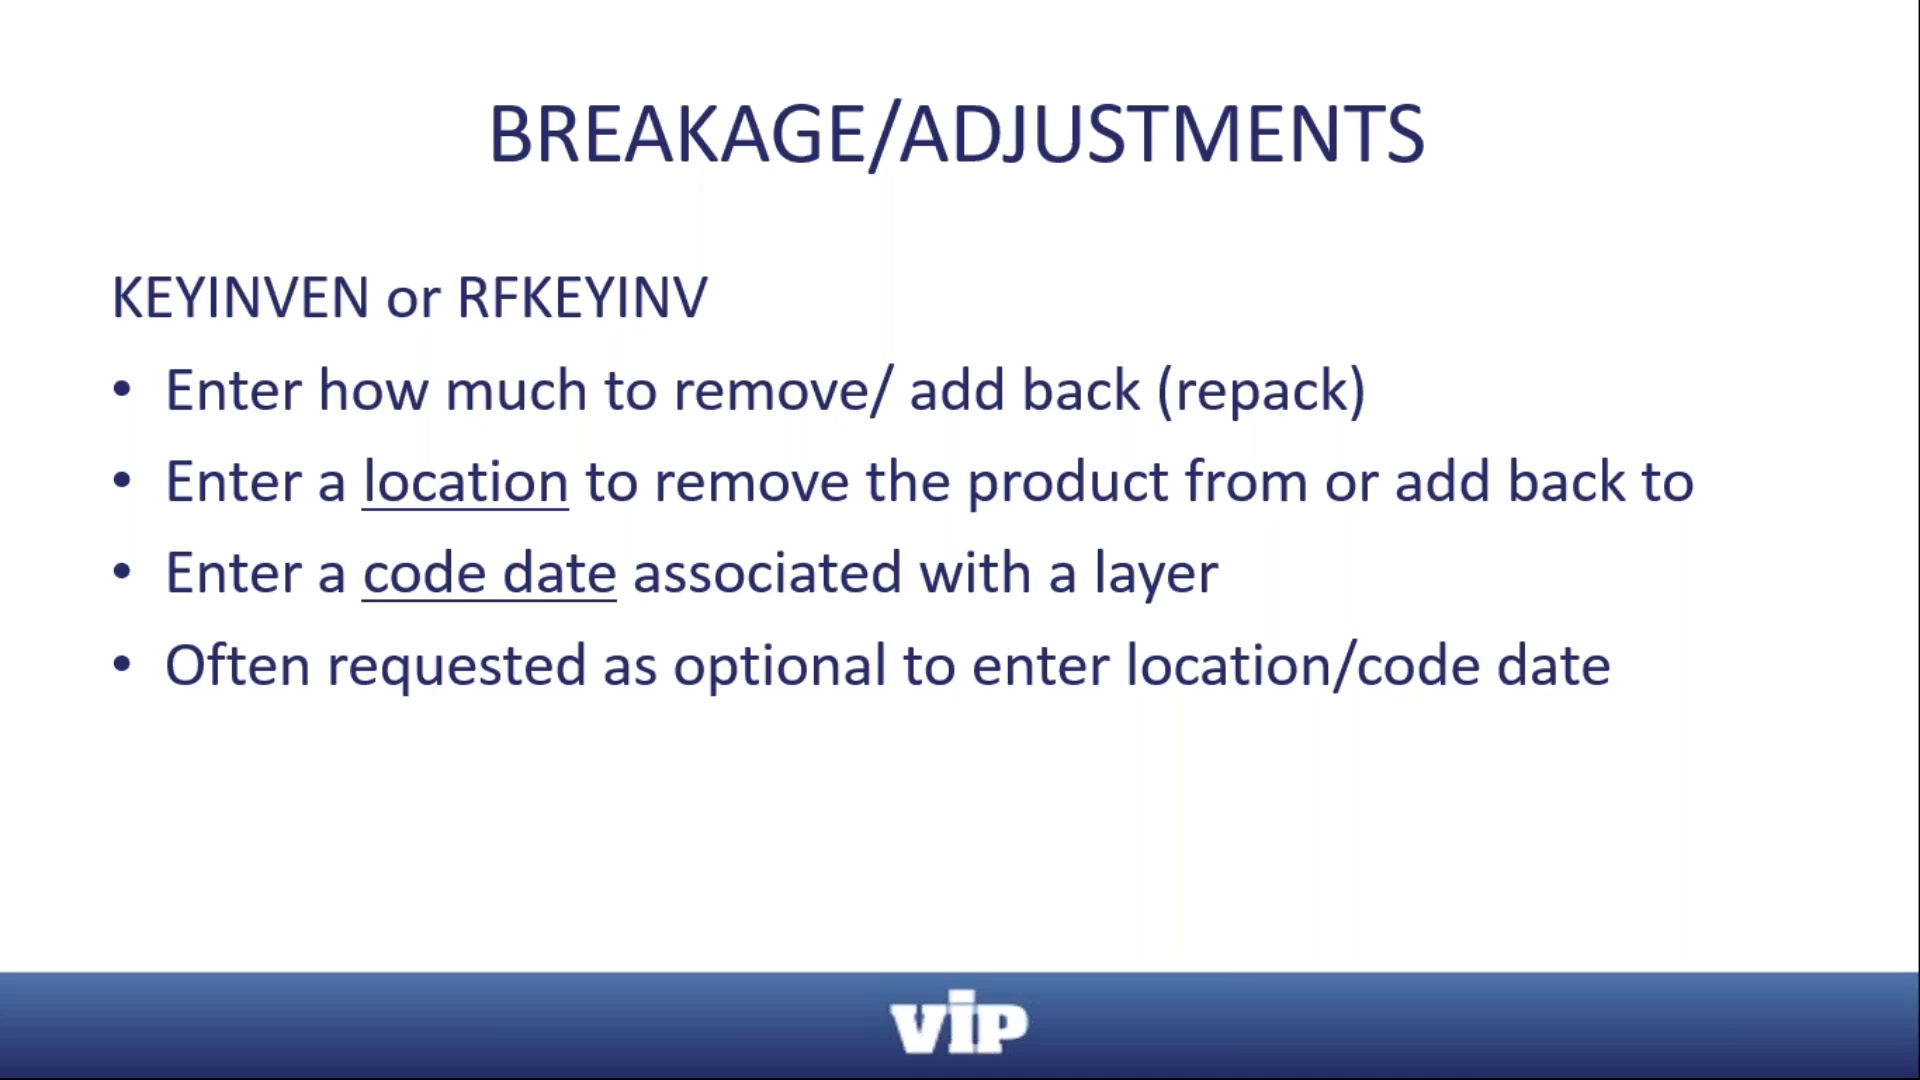 BREAKAGE/ADJUSTMENTS
KEYINVEN or RFKEYINV
• Enter how much to remove/ add back (repack)
• Enter a location to remove the product from or add back to
• Enter a code date associated with a layer
• Often requested as optional to enter location/code date
vip